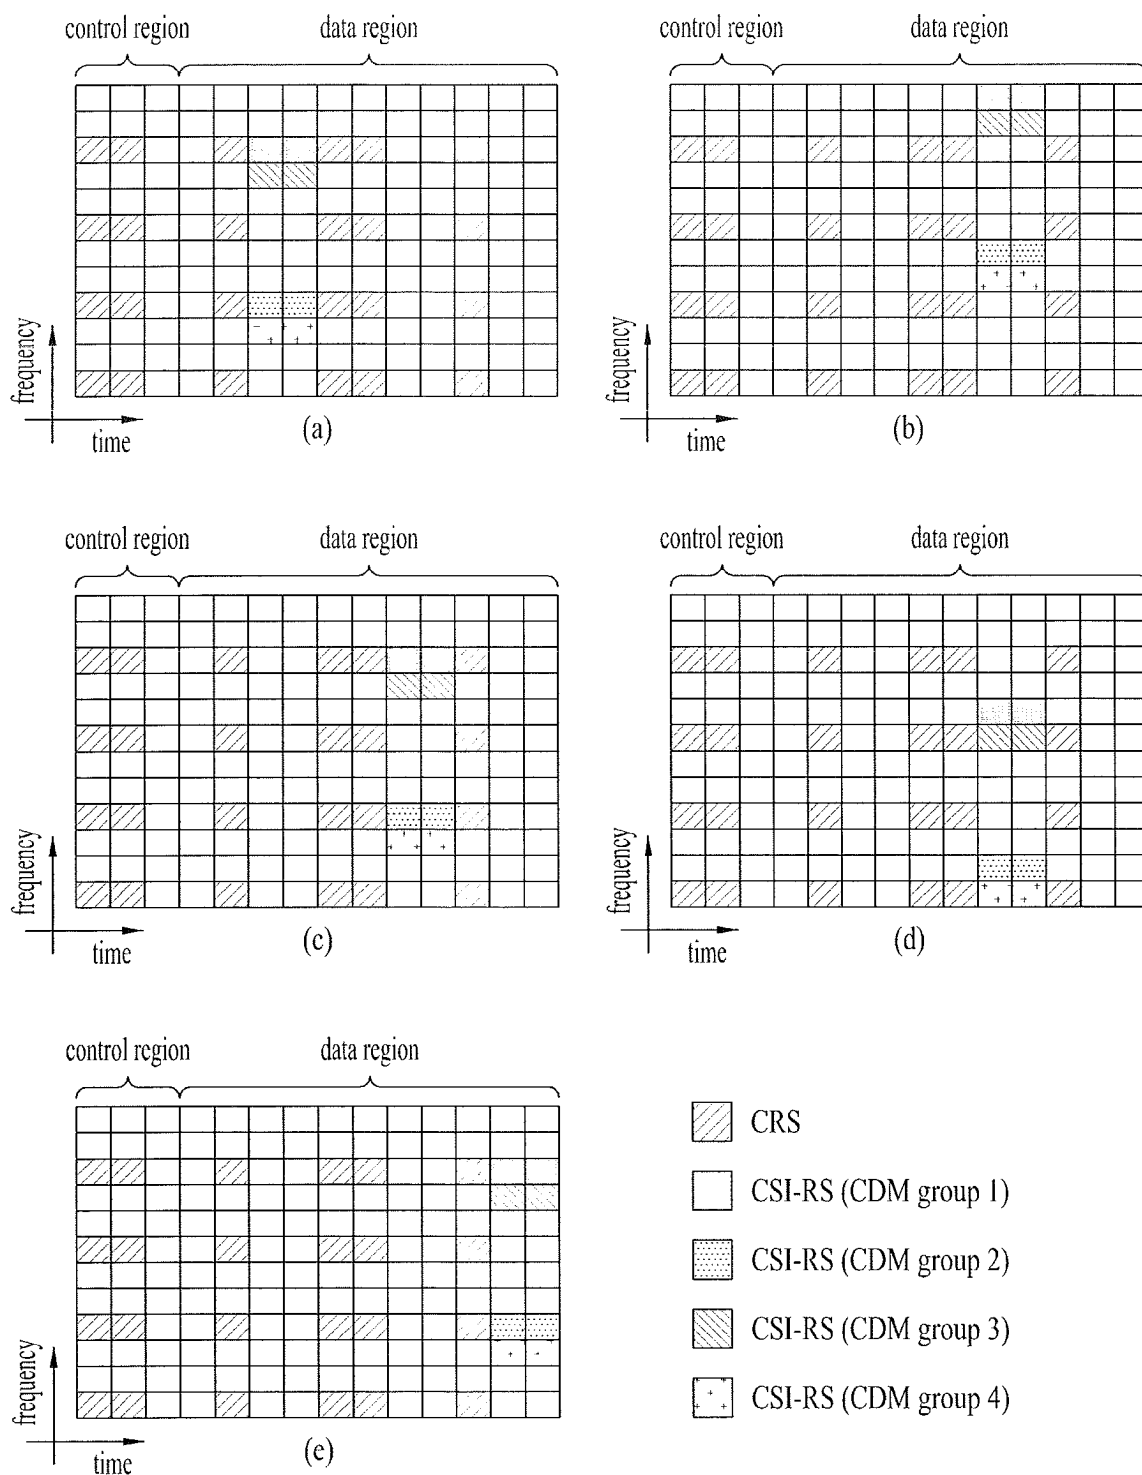 control region data region
control region data region
frequency
time
(a)
frequency
time
(b)
control region data region
control region data region
frequency
time
(c)
frequency
time
(d)
control region data region
frequency
time
(e)
CRS
CSI-RS (CDM group 1)
CSI-RS (CDM group 2)
CSI-RS (CDM group 3)
CSI-RS (CDM group 4)